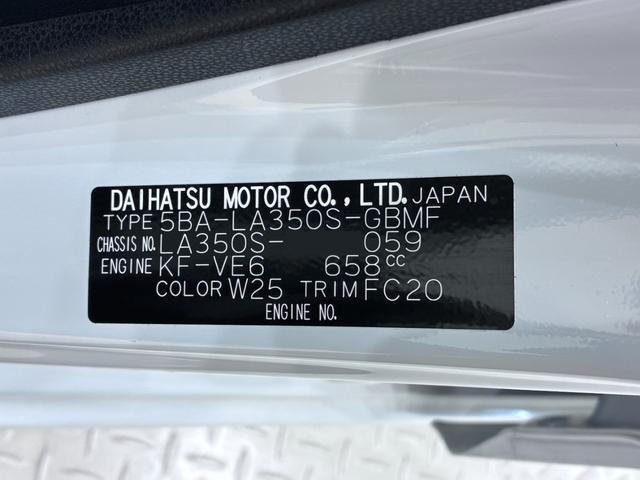 DAIHATSU MOTOR CO.,LTD. JAPAN
TYPE 5BA-LA350S-GBMF
CHASSIS NO. LA350S- 059
ENGINE KF-VE6 658cc
COLOR W25 TRIM FC20
ENGINE NO.